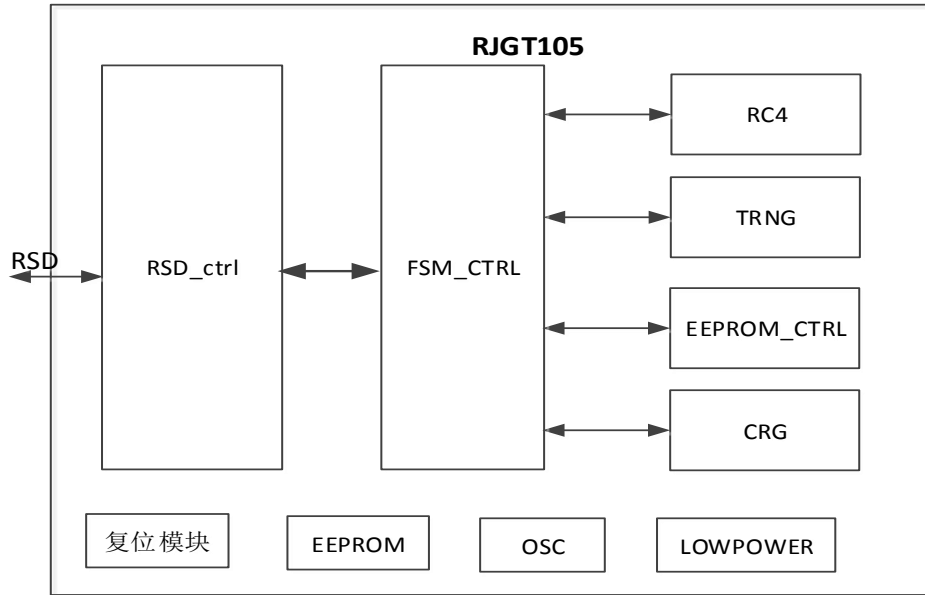 RJGT105
RC4
TRNG
RSD
RSD_ctrl
FSM_CTRL
EEPROM_CTRL
CRG
复位模块
EEPROM
OSC
LOWPOWER